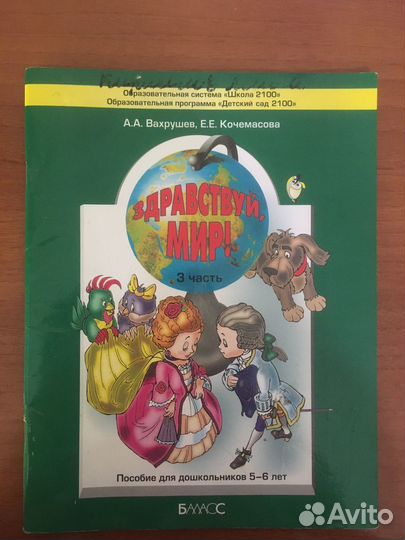 Образовательная система «Школа 2100»
Образовательная программа «Детский сад 2100»
А.А. Вахрушев, Е.Е. Кочемасова
ЗДРАВСТВУЙ,
МИР!
3 часть
Пособие для дошкольников 5–6 лет
БАЛАСС
Avito